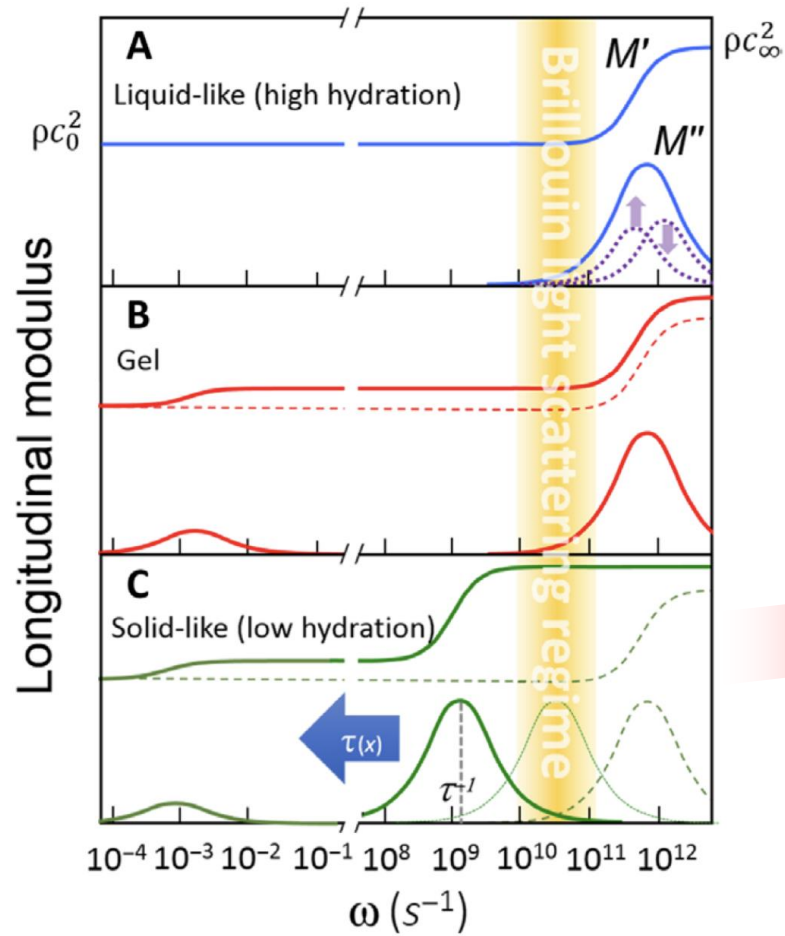 A
Liquid-like (high hydration)
M′
ρc∞²
ρc₀²
M″
B
Gel
C
Solid-like (low hydration)
τ(x)
τ⁻¹
Brillouin light scattering regime
Longitudinal modulus
10⁻⁴ 10⁻³ 10⁻² 10⁻¹ 10⁸ 10⁹ 10¹⁰ 10¹¹ 10¹²
ω (s⁻¹)